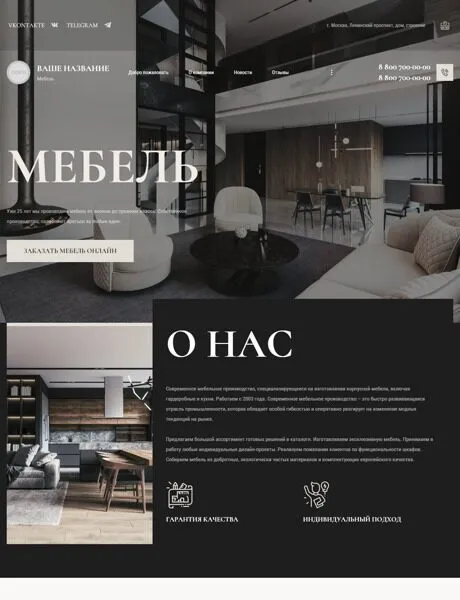 VKONTAKTE TELEGRAM г. Москва, Ленинский проспект, дом, строение
ВАШЕ НАЗВАНИЕ
Мебель
Добро пожаловать О компании Новости Отзывы
8 800 700-00-00
8 800 700-00-00
МЕБЕЛЬ
Уже 25 лет мы производим мебель от эконом до премиум класса.
производство, позволяет браться за любые идеи.
ЗАКАЗАТЬ МЕБЕЛЬ ОНЛАЙН
О НАС
Современное мебельное производство, специализирующееся на изготовлении корпусной мебели, включая
гардеробные и кухни. Работаем с 2003 года. Современное мебельное производство – это быстро развивающаяся
отрасль промышленности, которая обладает особой гибкостью и оперативно реагирует на изменение модных
тенденций на рынке.
Предлагаем большой ассортимент готовых решений в каталоге. Изготавливаем эксклюзивную мебель. Принимаем в
работу любые индивидуальные дизайн-проекты. Реализуем пожелания клиентов по функциональности шкафов.
Собираем мебель из добротных, экологически чистых материалов и комплектующих европейского качества.
ГАРАНТИЯ КАЧЕСТВА
ИНДИВИДУАЛЬНЫЙ ПОДХОД